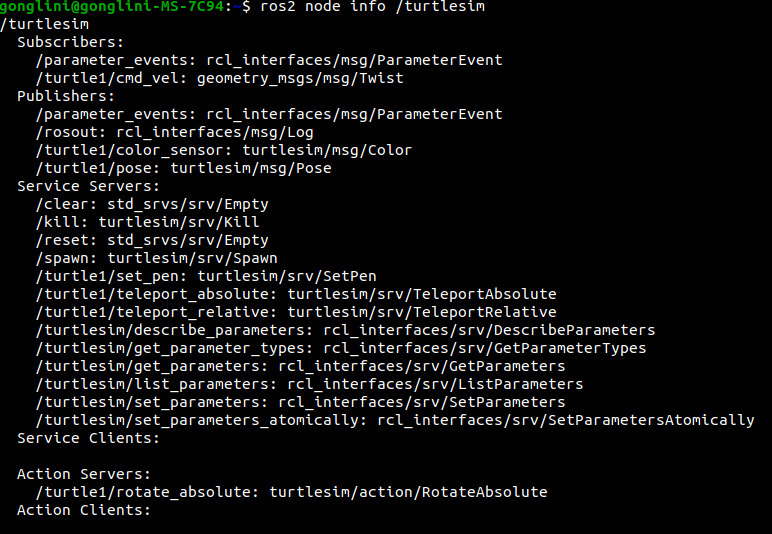 gonglini@gonglini-MS-7C94:~$ ros2 node info /turtlesim
/turtlesim
  Subscribers:
    /parameter_events: rcl_interfaces/msg/ParameterEvent
    /turtle1/cmd_vel: geometry_msgs/msg/Twist
  Publishers:
    /parameter_events: rcl_interfaces/msg/ParameterEvent
    /rosout: rcl_interfaces/msg/Log
    /turtle1/color_sensor: turtlesim/msg/Color
    /turtle1/pose: turtlesim/msg/Pose
  Service Servers:
    /clear: std_srvs/srv/Empty
    /kill: turtlesim/srv/Kill
    /reset: std_srvs/srv/Empty
    /spawn: turtlesim/srv/Spawn
    /turtle1/set_pen: turtlesim/srv/SetPen
    /turtle1/teleport_absolute: turtlesim/srv/TeleportAbsolute
    /turtle1/teleport_relative: turtlesim/srv/TeleportRelative
    /turtlesim/describe_parameters: rcl_interfaces/srv/DescribeParameters
    /turtlesim/get_parameter_types: rcl_interfaces/srv/GetParameterTypes
    /turtlesim/get_parameters: rcl_interfaces/srv/GetParameters
    /turtlesim/list_parameters: rcl_interfaces/srv/ListParameters
    /turtlesim/set_parameters: rcl_interfaces/srv/SetParameters
    /turtlesim/set_parameters_atomically: rcl_interfaces/srv/SetParametersAtomically
  Service Clients:

  Action Servers:
    /turtle1/rotate_absolute: turtlesim/action/RotateAbsolute
  Action Clients: